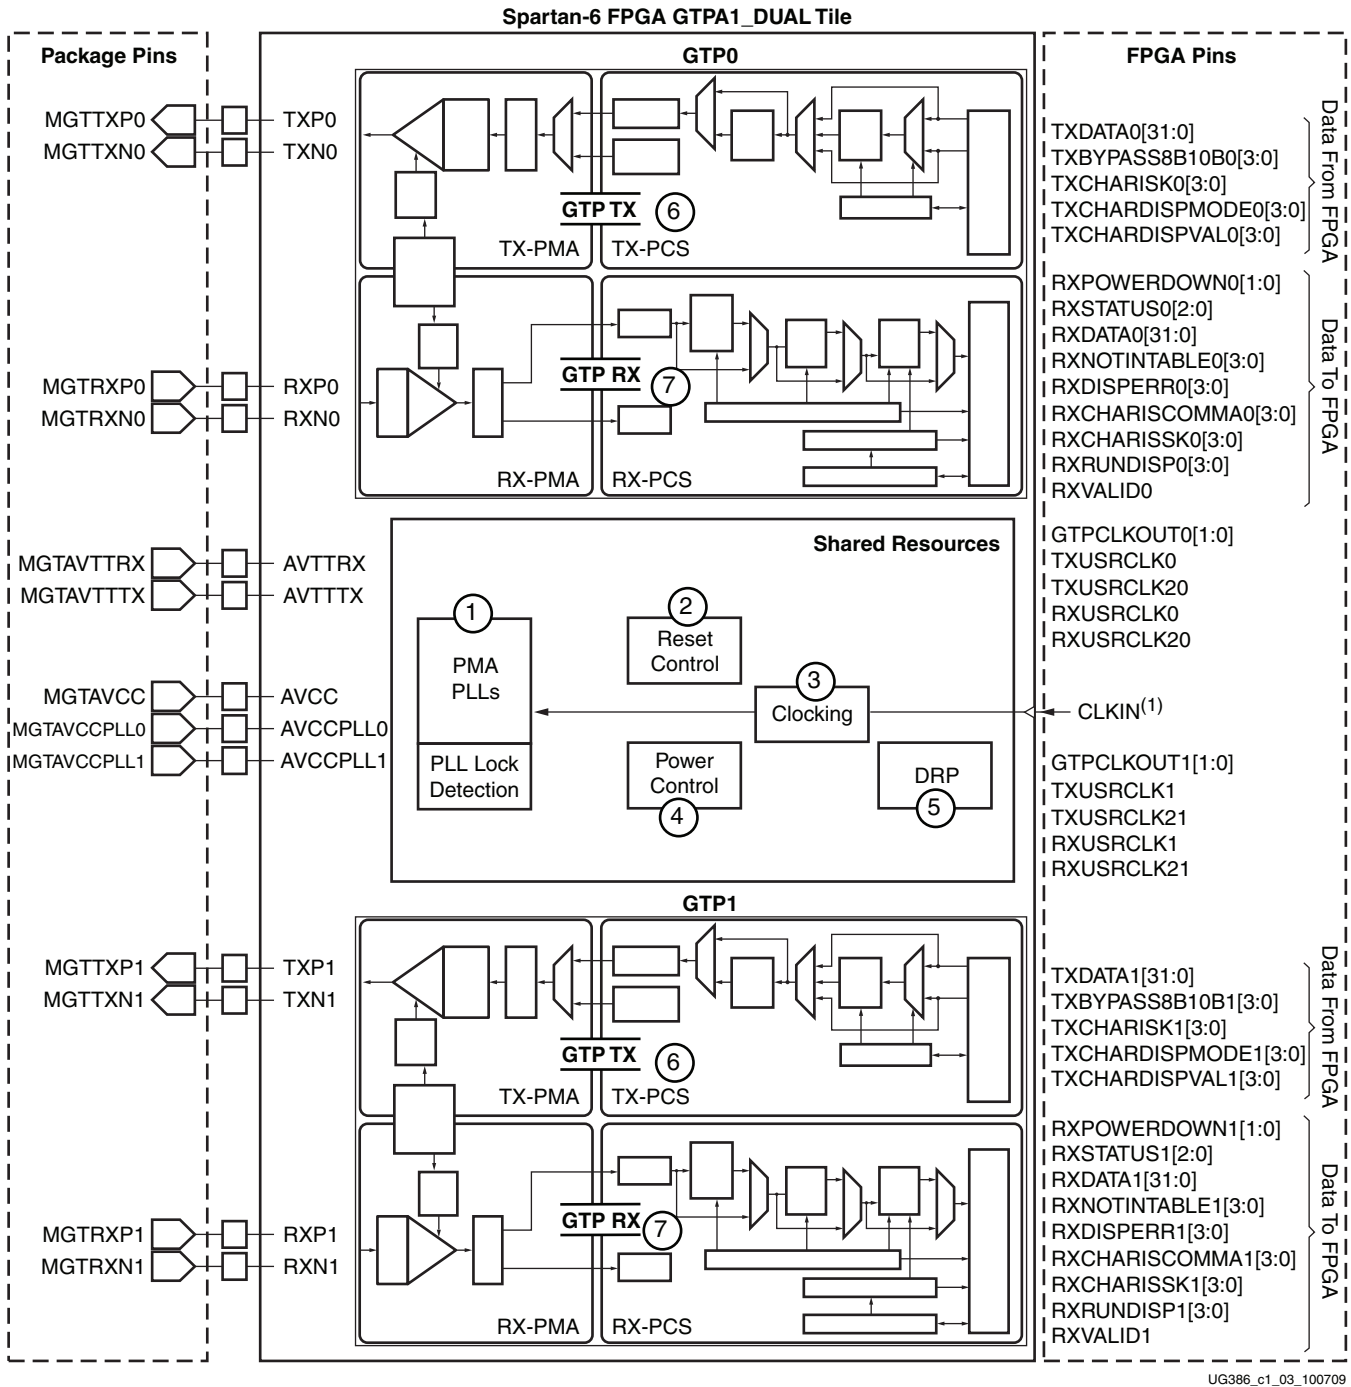 Spartan-6 FPGA GTPA1_DUAL Tile
Package Pins
GTP0
FPGA Pins
MGTTXP0
TXP0
MGTTXN0
TXN0
GTP TX
6
TX-PMA
TX-PCS
TXDATA0[31:0]
TXBYPASS8B10B0[3:0]
TXCHARISK0[3:0]
TXCHARDISPMODE0[3:0]
TXCHARDISPVAL0[3:0]
Data From FPGA
MGTRXP0
RXP0
MGTRXN0
RXN0
GTP RX
7
RX-PMA
RX-PCS
RXPOWERDOWN0[1:0]
RXSTATUS0[2:0]
RXDATA0[31:0]
RXNOTINTABLE0[3:0]
RXDISPERR0[3:0]
RXCHARISCOMMA0[3:0]
RXCHARISSK0[3:0]
RXRUNDISP0[3:0]
RXVALID0
Data To FPGA
MGTAVTTRX
AVTTRX
MGTAVTTTX
AVTTTX
MGTAVCC
AVCC
MGTAVCCPLL0
AVCCPLL0
MGTAVCCPLL1
AVCCPLL1
Shared Resources
1
PMA
PLLs
PLL Lock
Detection
2
Reset
Control
3
Clocking
Power
Control
4
DRP
5
GTPCLKOUT0[1:0]
TXUSRCLK0
TXUSRCLK20
RXUSRCLK0
RXUSRCLK20
CLKIN(1)
GTPCLKOUT1[1:0]
TXUSRCLK1
TXUSRCLK21
RXUSRCLK1
RXUSRCLK21
GTP1
MGTTXP1
TXP1
MGTTXN1
TXN1
GTP TX
6
TX-PMA
TX-PCS
TXDATA1[31:0]
TXBYPASS8B10B1[3:0]
TXCHARISK1[3:0]
TXCHARDISPMODE1[3:0]
TXCHARDISPVAL1[3:0]
Data From FPGA
MGTRXP1
RXP1
MGTRXN1
RXN1
GTP RX
7
RX-PMA
RX-PCS
RXPOWERDOWN1[1:0]
RXSTATUS1[2:0]
RXDATA1[31:0]
RXNOTINTABLE1[3:0]
RXDISPERR1[3:0]
RXCHARISCOMMA1[3:0]
RXCHARISSK1[3:0]
RXRUNDISP1[3:0]
RXVALID1
Data To FPGA
UG386_c1_03_100709